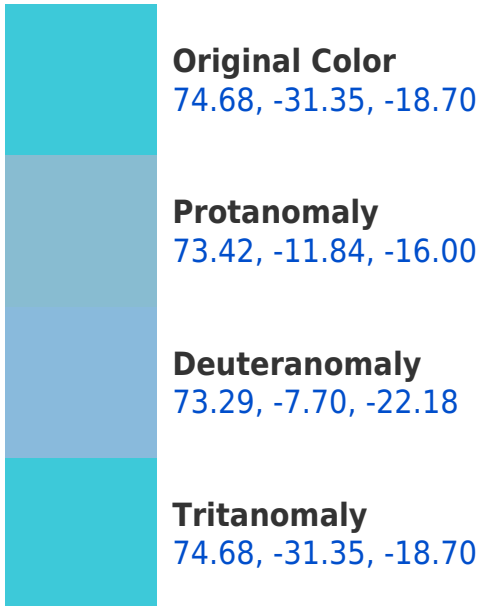 Original Color
74.68, -31.35, -18.70
Protanomaly
73.42, -11.84, -16.00
Deuteranomaly
73.29, -7.70, -22.18
Tritanomaly
74.68, -31.35, -18.70